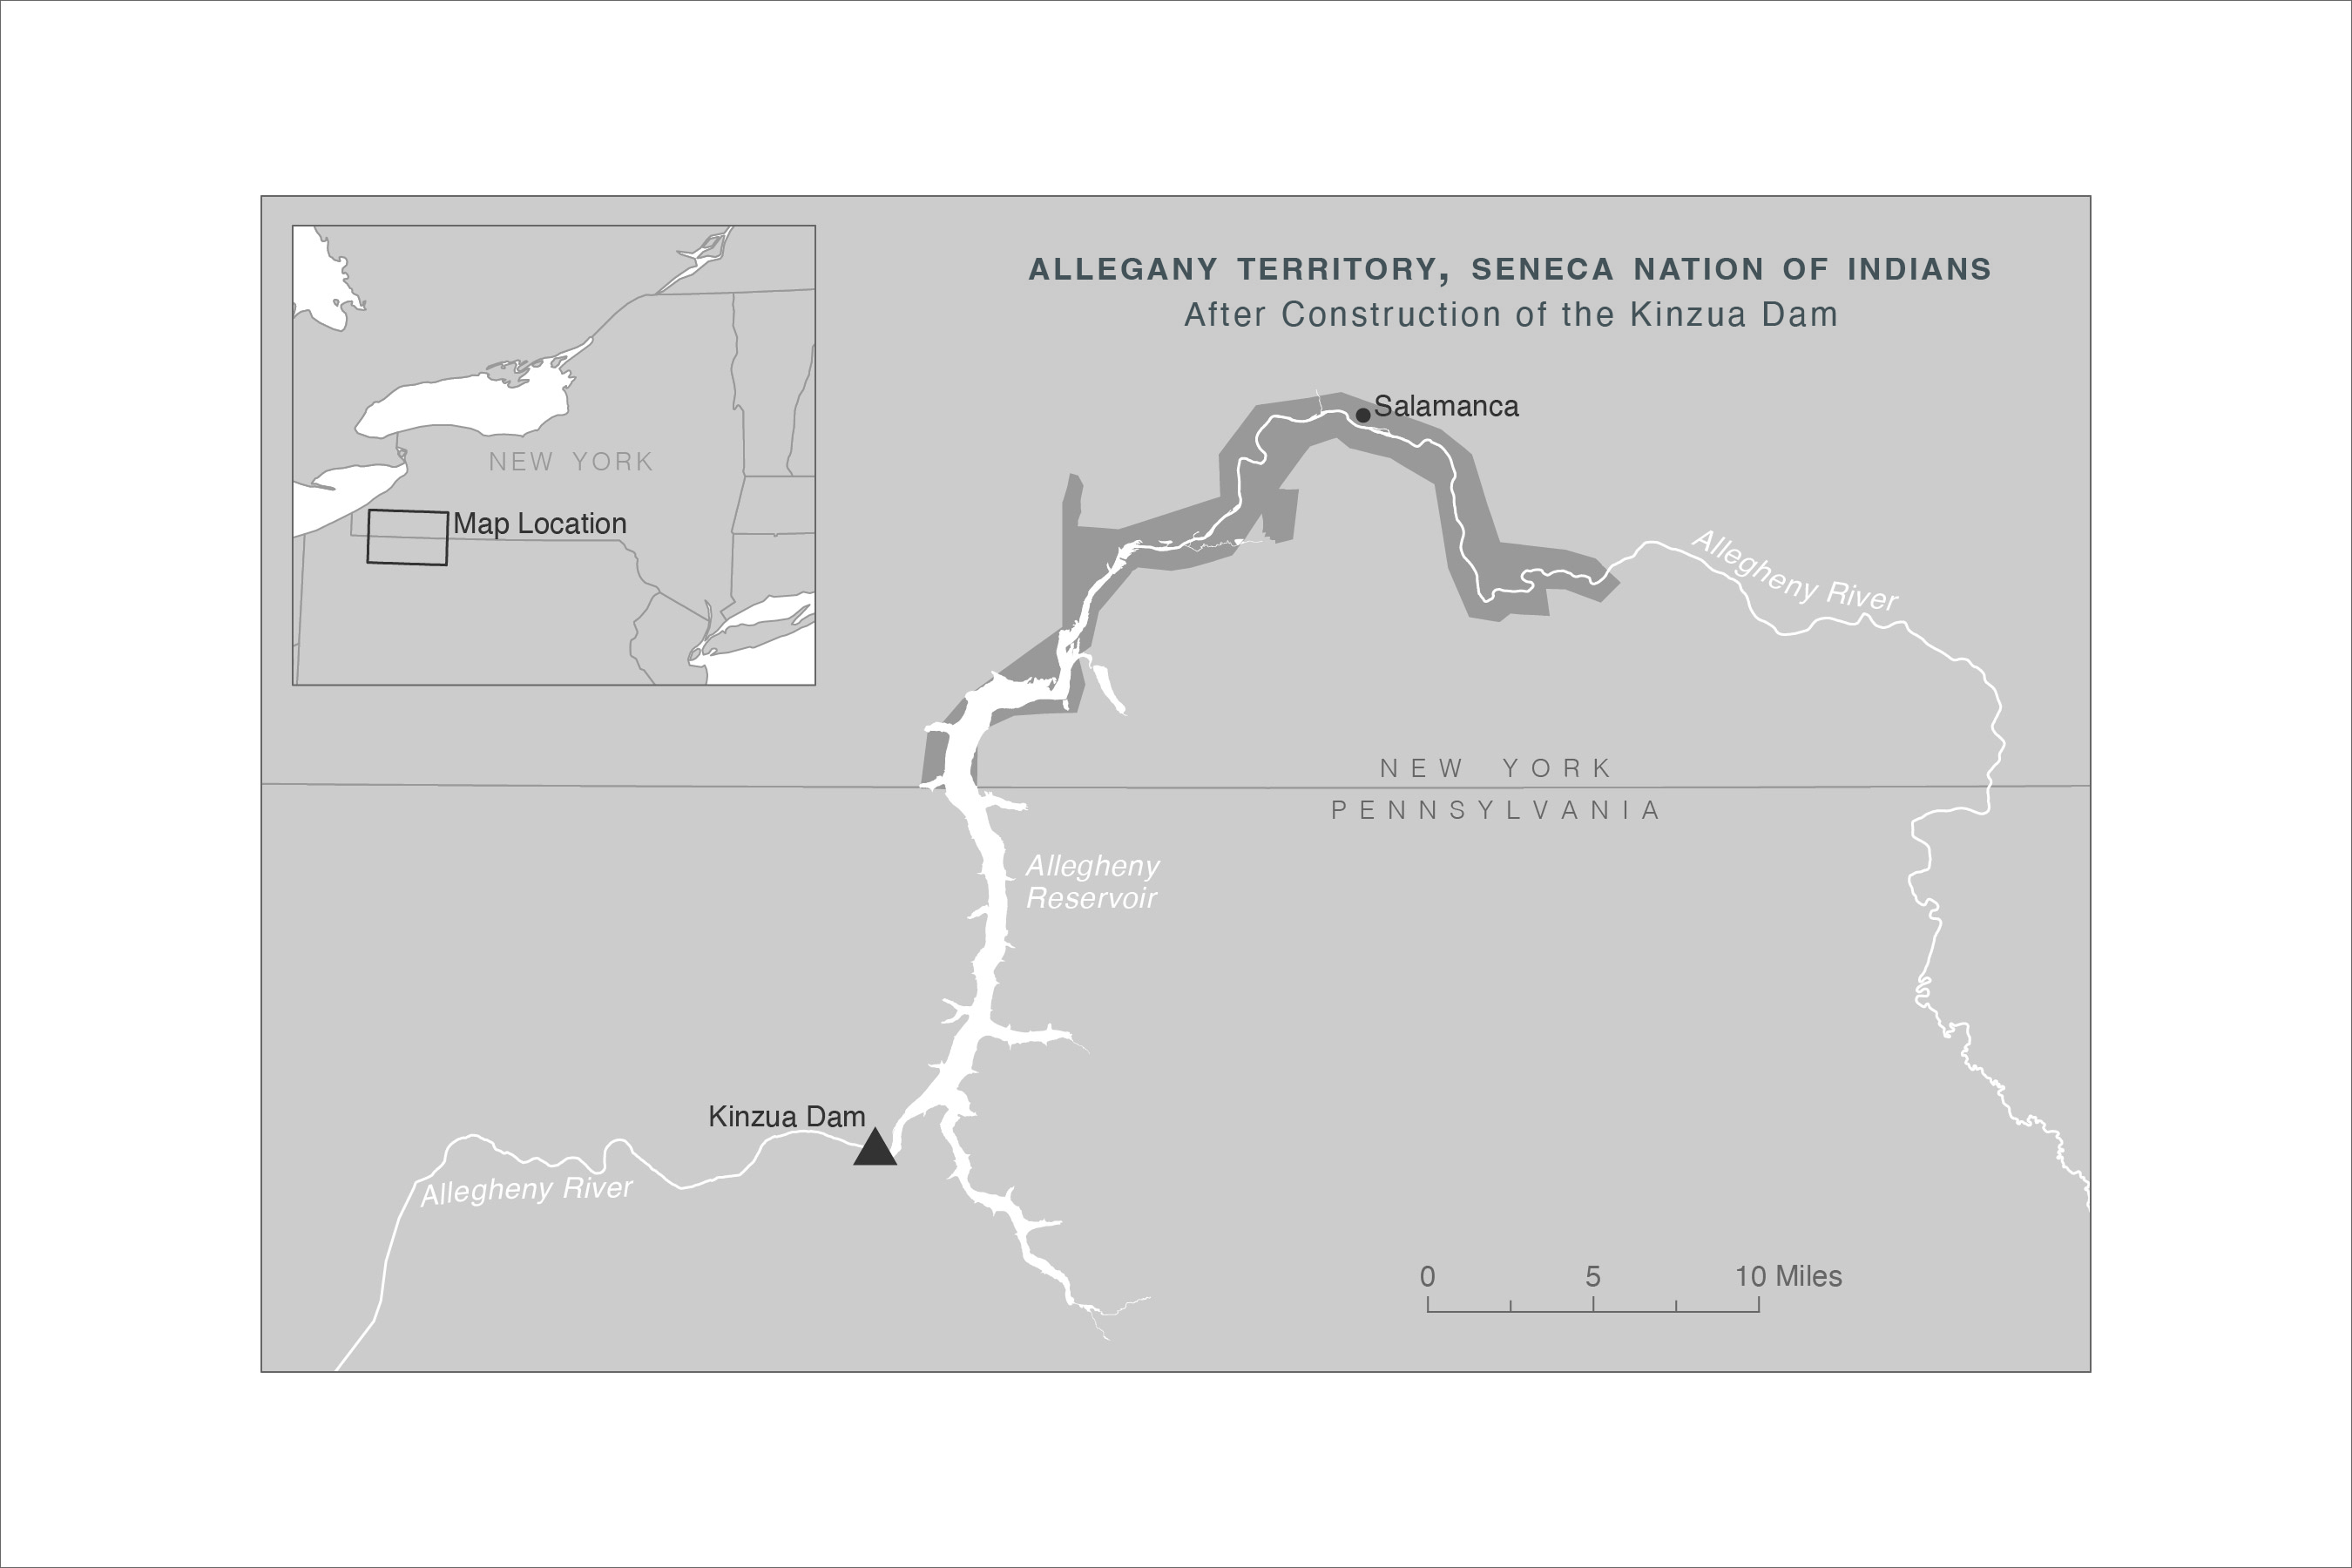 ALLEGANY TERRITORY, SENECA NATION OF INDIANS
After Construction of the Kinzua Dam
NEW YORK
Map Location
Salamanca
Allegheny River
NEW YORK
PENNSYLVANIA
Allegheny
Reservoir
Kinzua Dam
Allegheny River
0 5 10 Miles